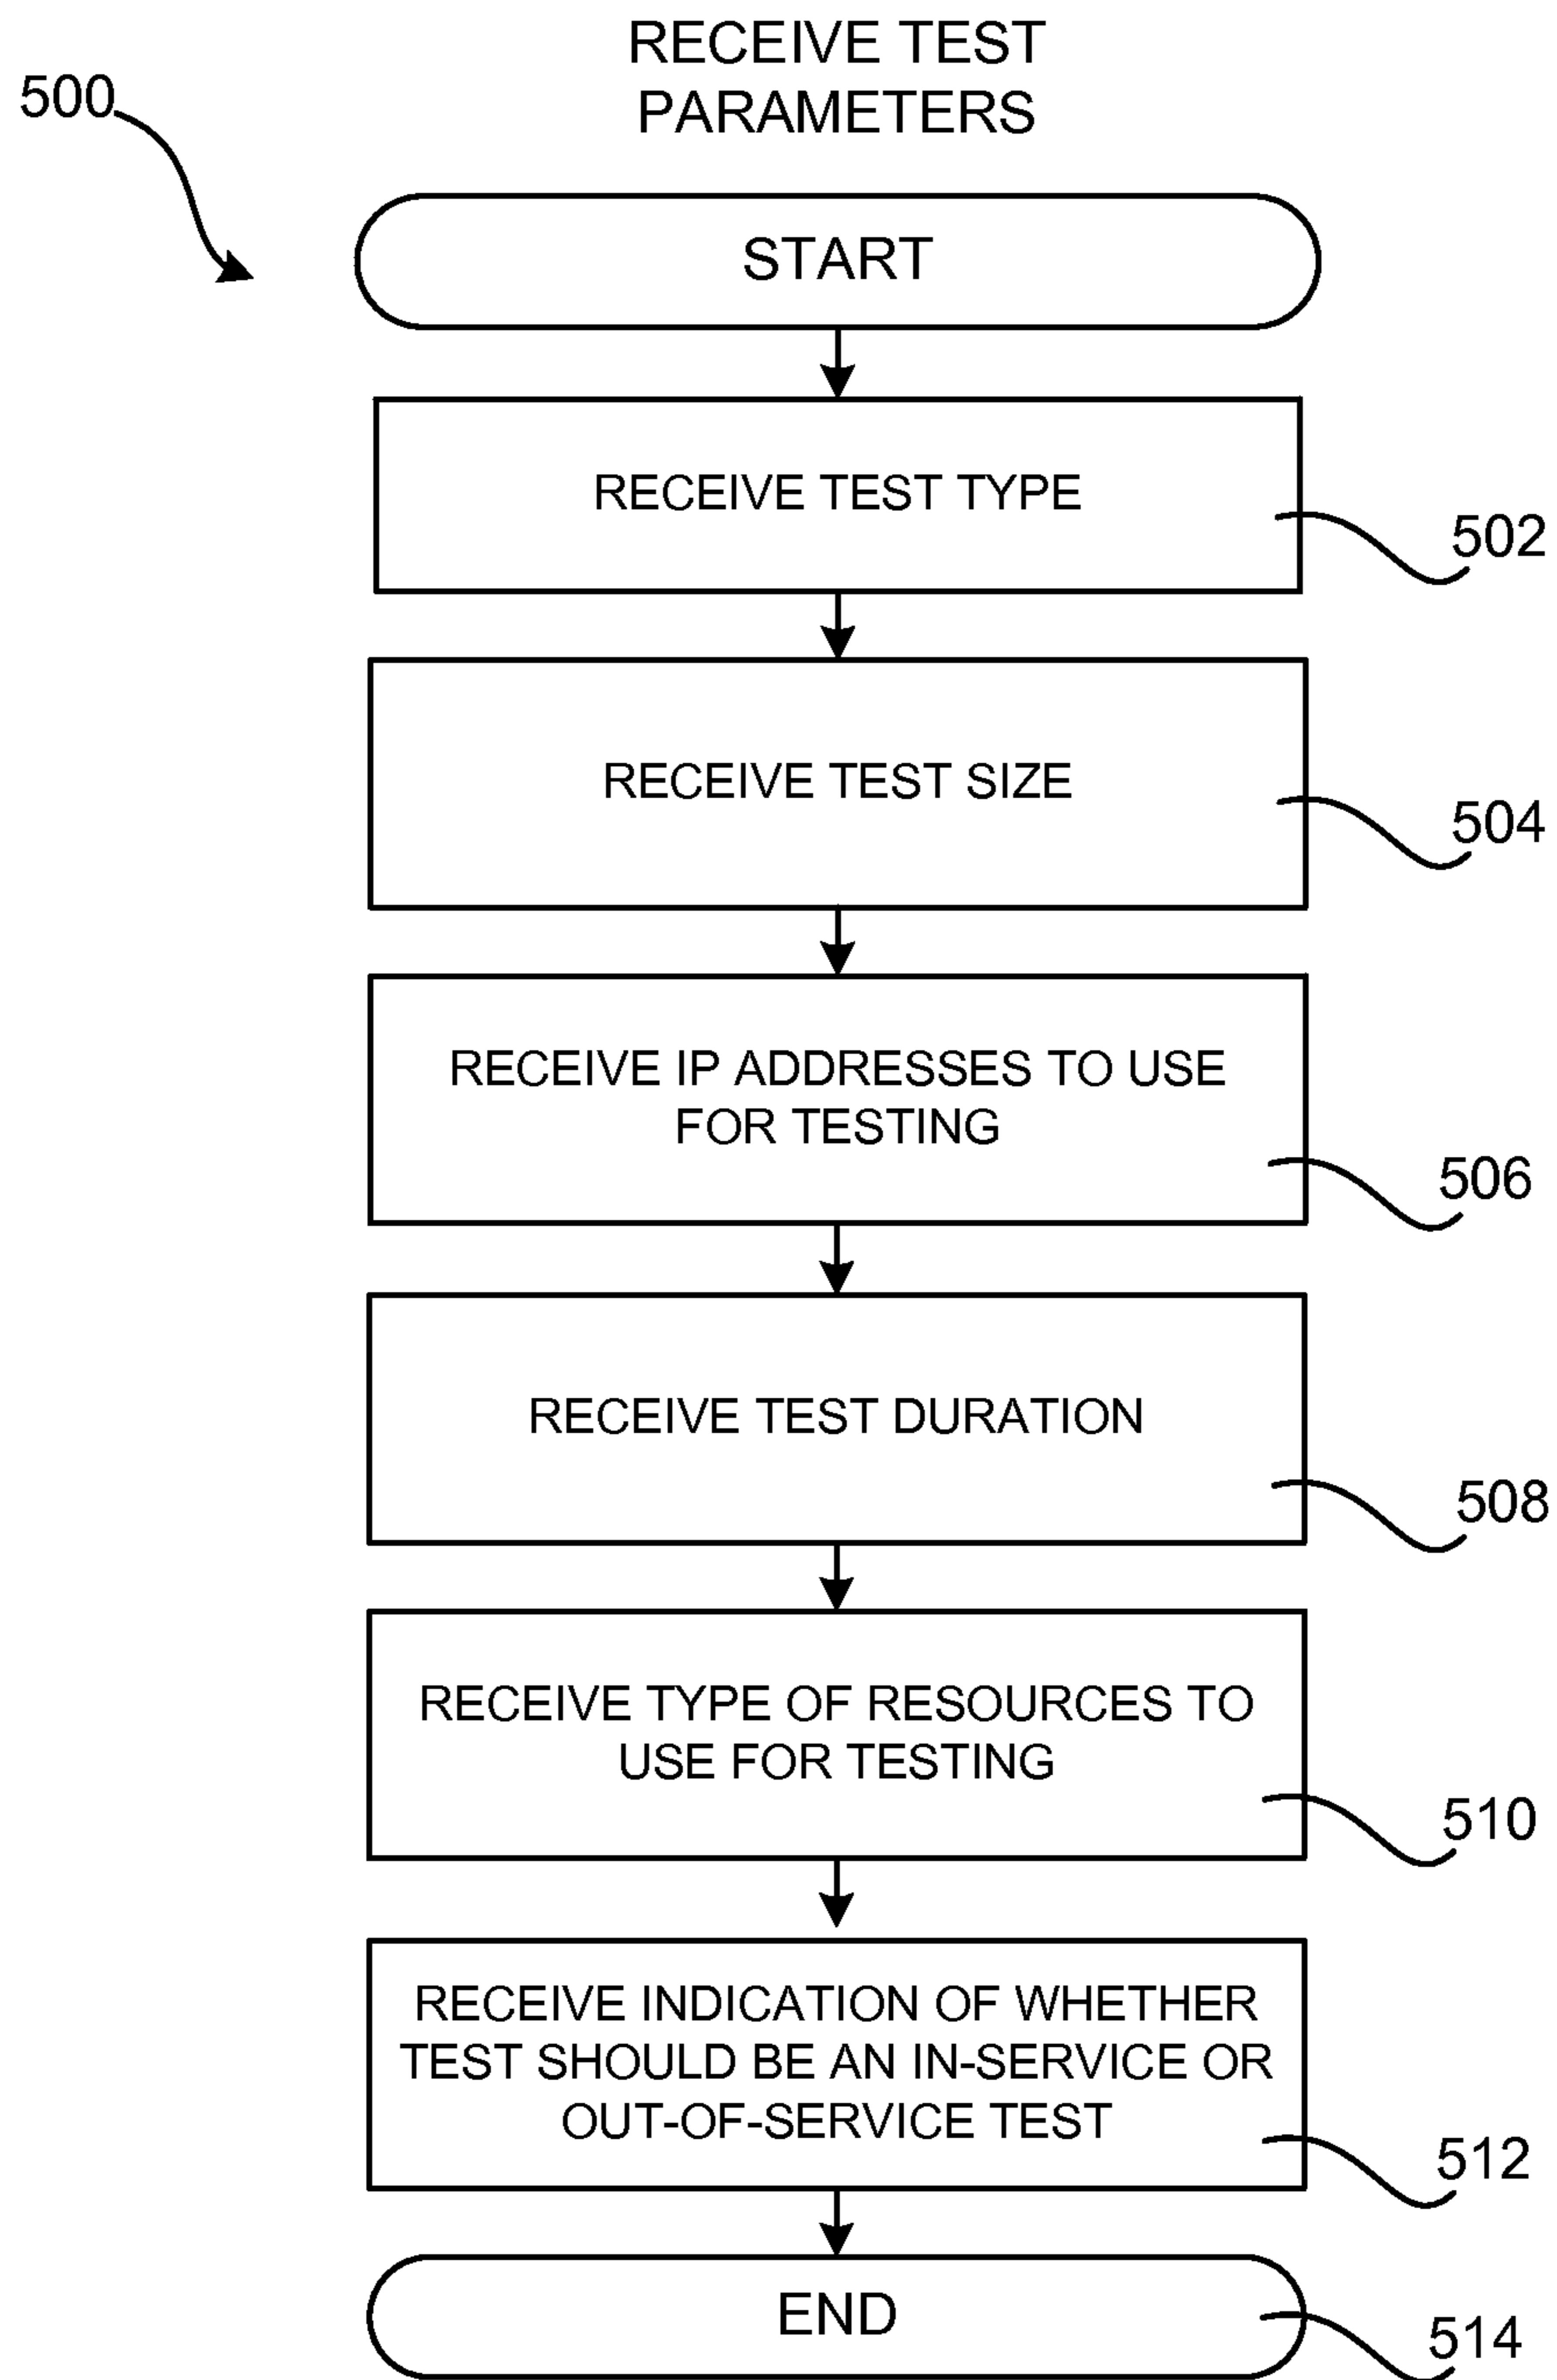 RECEIVE TEST
PARAMETERS
500
START
RECEIVE TEST TYPE
502
RECEIVE TEST SIZE
504
RECEIVE IP ADDRESSES TO USE
FOR TESTING
506
RECEIVE TEST DURATION
508
RECEIVE TYPE OF RESOURCES TO
USE FOR TESTING
510
RECEIVE INDICATION OF WHETHER
TEST SHOULD BE AN IN-SERVICE OR
OUT-OF-SERVICE TEST
512
END
514